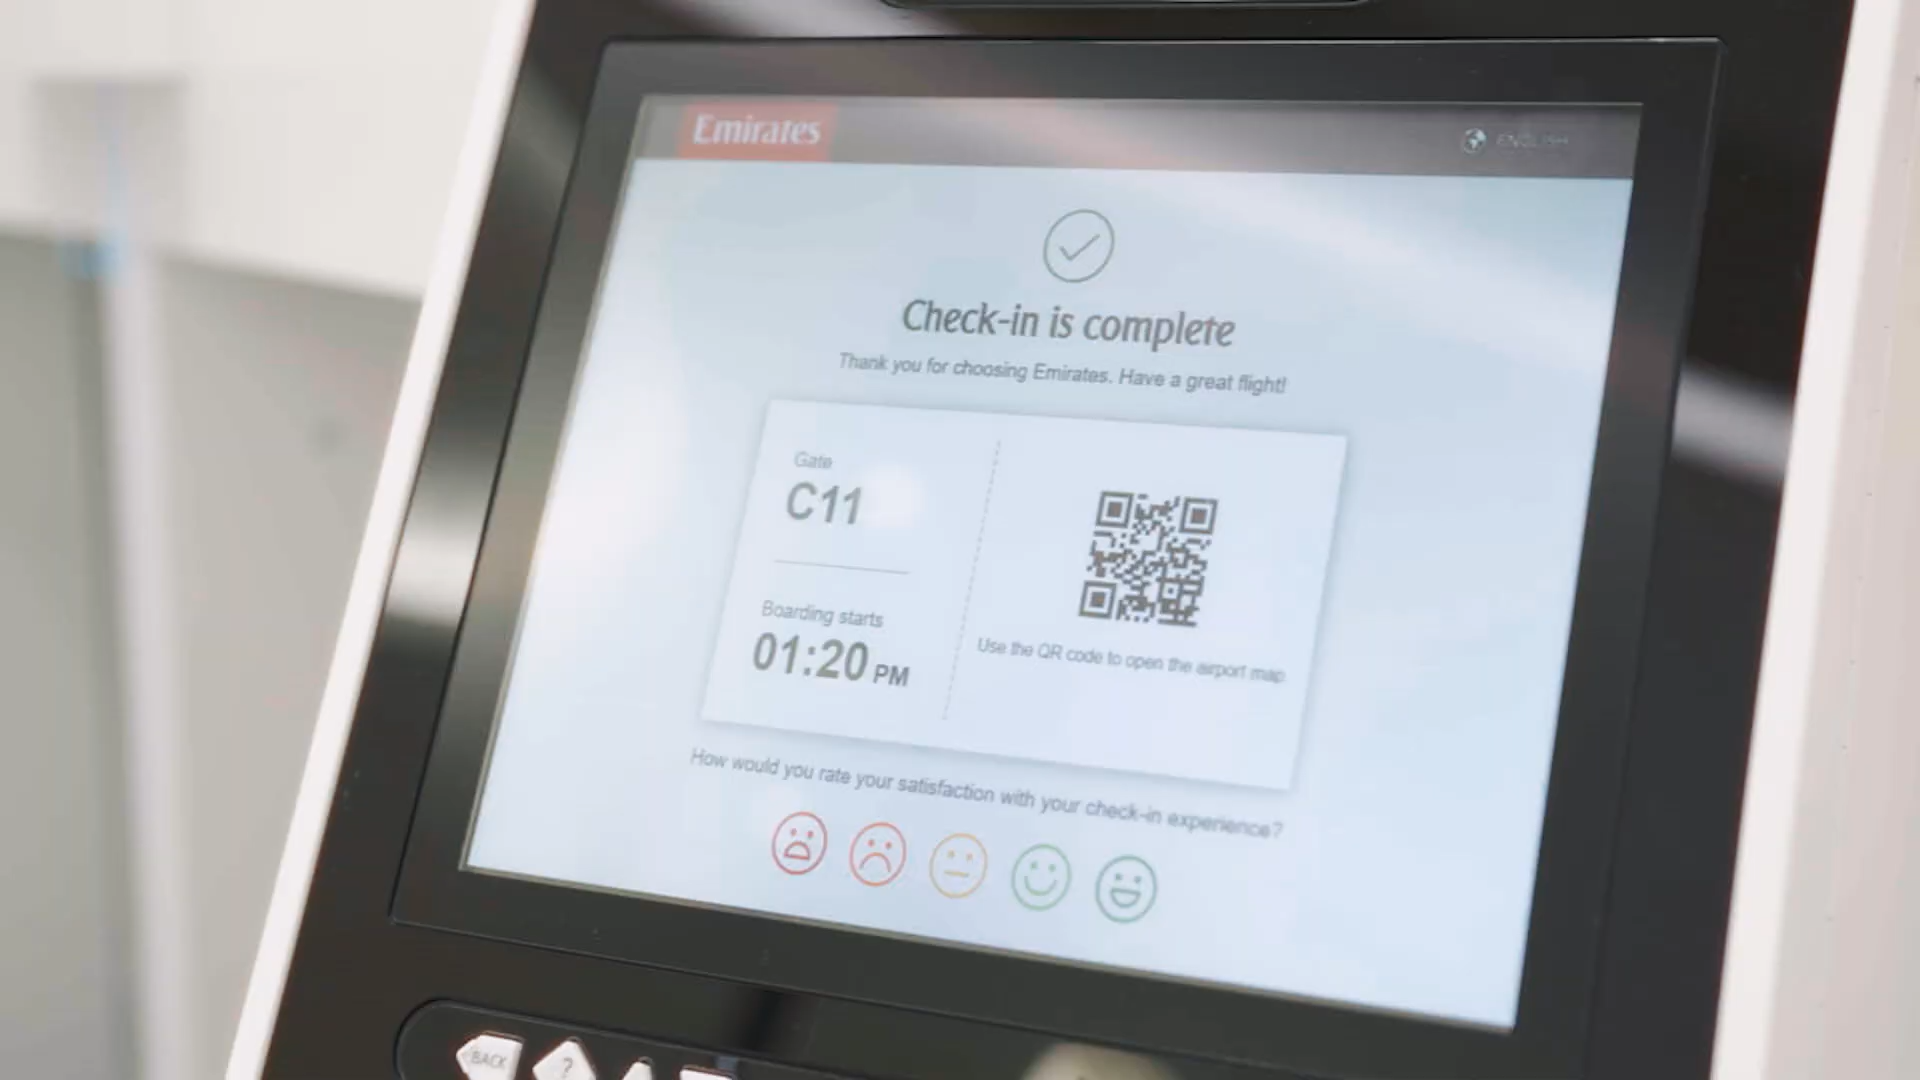 Emirates
ENGLISH
Check-in is complete
Thank you for choosing Emirates. Have a great flight!
Gate
C11
Boarding starts
01:20 PM
Use the QR code to open the airport map
How would you rate your satisfaction with your check-in experience?
BACK
?